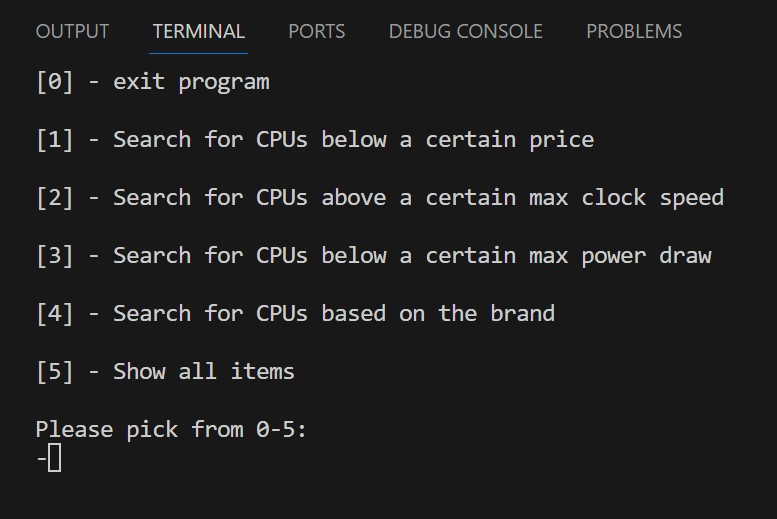 OUTPUT TERMINAL PORTS DEBUG CONSOLE PROBLEMS
[0] - exit program
[1] - Search for CPUs below a certain price
[2] - Search for CPUs above a certain max clock speed
[3] - Search for CPUs below a certain max power draw
[4] - Search for CPUs based on the brand
[5] - Show all items
Please pick from 0-5:
-